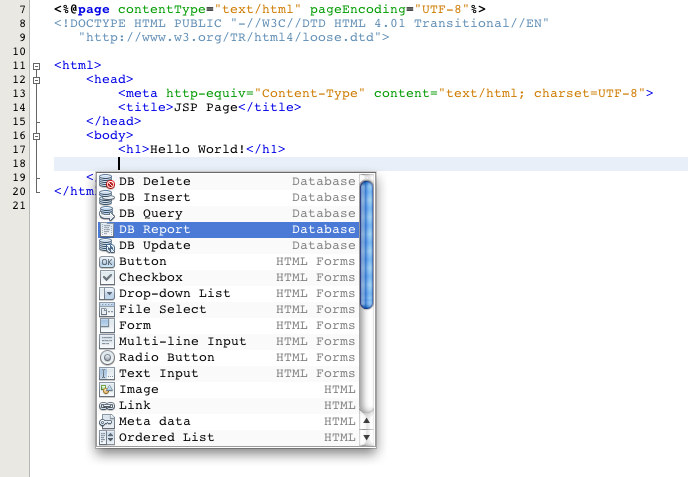 7 <%@page contentType="text/html" pageEncoding="UTF-8"%>
8 <!DOCTYPE HTML PUBLIC "-//W3C//DTD HTML 4.01 Transitional//EN"
9 "http://www.w3.org/TR/html4/loose.dtd">
10
11 <html>
12 <head>
13 <meta http-equiv="Content-Type" content="text/html; charset=UTF-8">
14 <title>JSP Page</title>
15 </head>
16 <body>
17 <h1>Hello World!</h1>
18
19 </
20 </htm
21
DB Delete Database
DB Insert Database
DB Query Database
DB Report Database
DB Update Database
OK Button HTML Forms
Checkbox HTML Forms
Drop-down List HTML Forms
File Select HTML Forms
Form HTML Forms
Multi-line Input HTML Forms
Radio Button HTML Forms
Text Input HTML Forms
Image HTML
Link HTML
Meta data HTML
Ordered List HTML